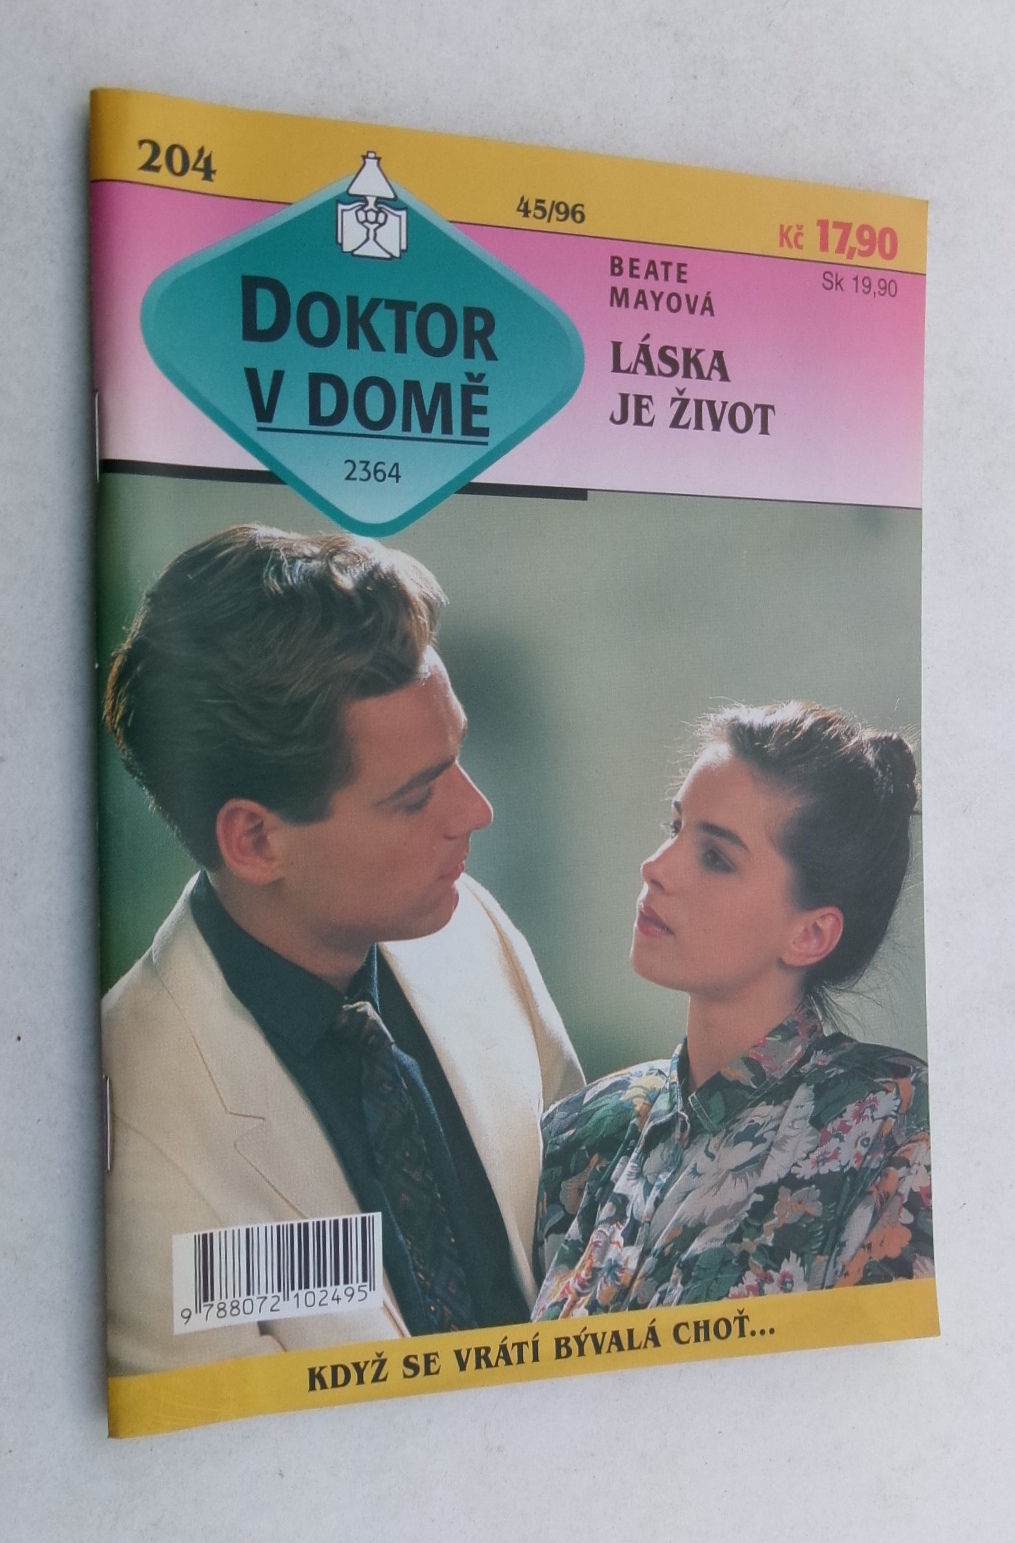 204
45/96
Kč 17,90
Sk 19,90
DOKTOR
V DOMĚ
2364
BEATE
MAYOVÁ
LÁSKA
JE ŽIVOT
9 788072 102495
KDYŽ SE VRÁTÍ BÝVALÁ CHOŤ...